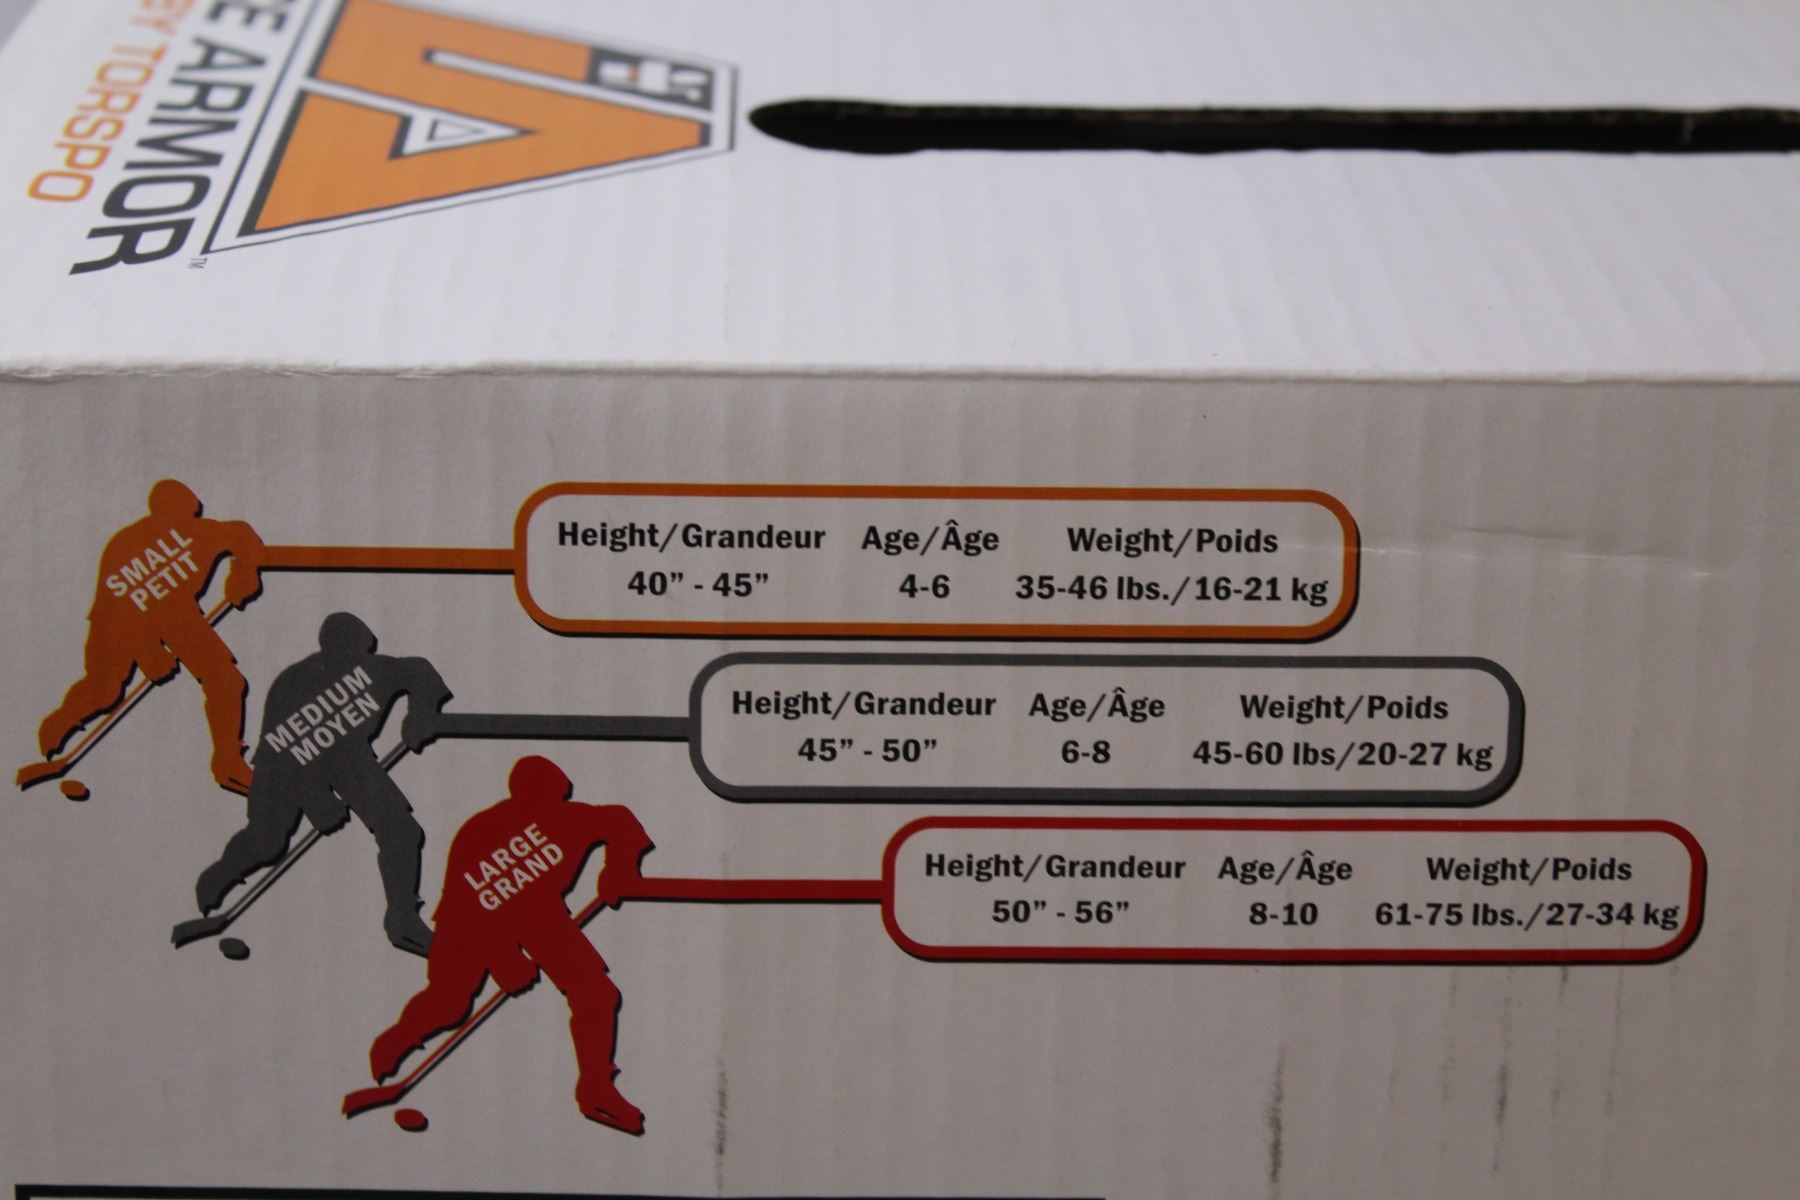 ARMOR
TORSPO
TM
SMALL
PETIT
Height/Grandeur Age/Âge Weight/Poids
40” - 45” 4-6 35-46 lbs./16-21 kg
MEDIUM
MOYEN
Height/Grandeur Age/Âge Weight/Poids
45” - 50” 6-8 45-60 lbs/20-27 kg
LARGE
GRAND
Height/Grandeur Age/Âge Weight/Poids
50” - 56” 8-10 61-75 lbs./27-34 kg